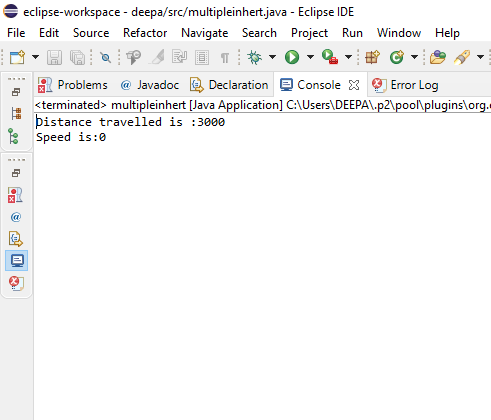 eclipse-workspace - deepa/src/multipleinhert.java - Eclipse IDE
File Edit Source Refactor Navigate Search Project Run Window Help
Problems @ Javadoc Declaration Console Error Log
<terminated> multipleinhert [Java Application] C:\Users\DEEPA\.p2\pool\plugins\org.
Distance travelled is :3000
Speed is:0